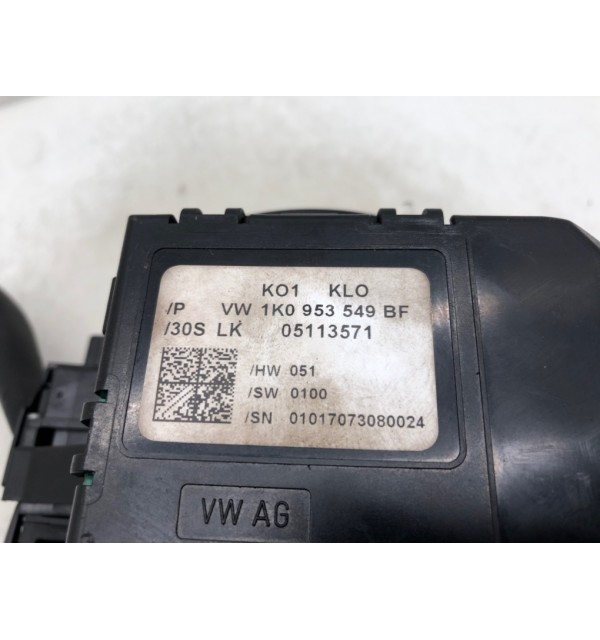 KO1 KLO
/P VW 1K0 953 549 BF
/30S LK 05113571
/HW 051
/SW 0100
/SN 01017073080024
VW AG